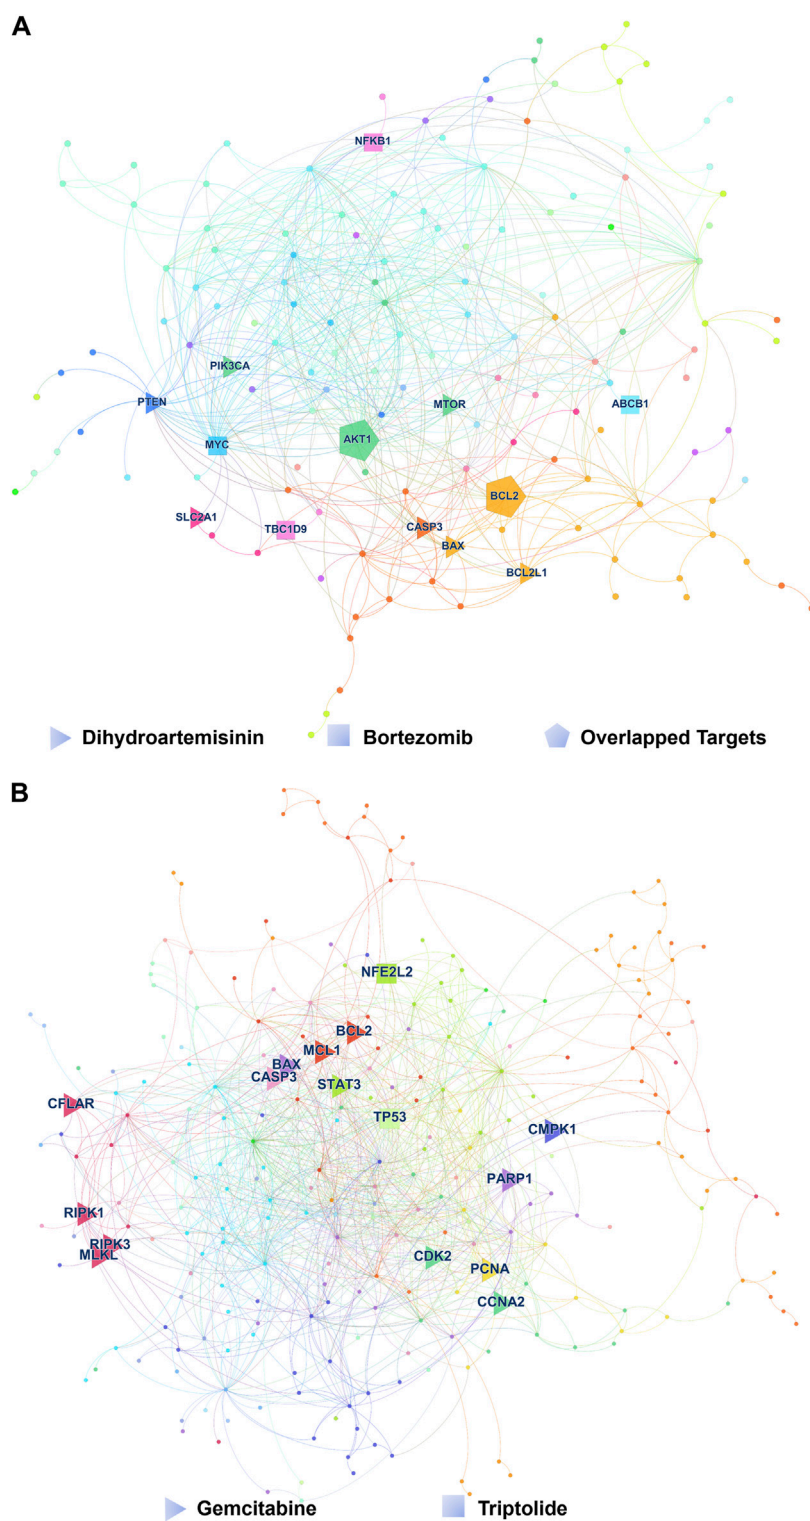 A
NFKB1
PIK3CA
PTEN
MTOR
ABCB1
MYC
AKT1
BCL2
SLC2A1
TBC1D9
CASP3
BAX
BCL2L1
Dihydroartemisinin Bortezomib Overlapped Targets
B
NFE2L2
BCL2
MCL1
BAX
CASP3
STAT3
CFLAR
TP53
CMPK1
PARP1
RIPK1
RIPK3
MLKL
CDK2
PCNA
CCNA2
Gemcitabine Triptolide